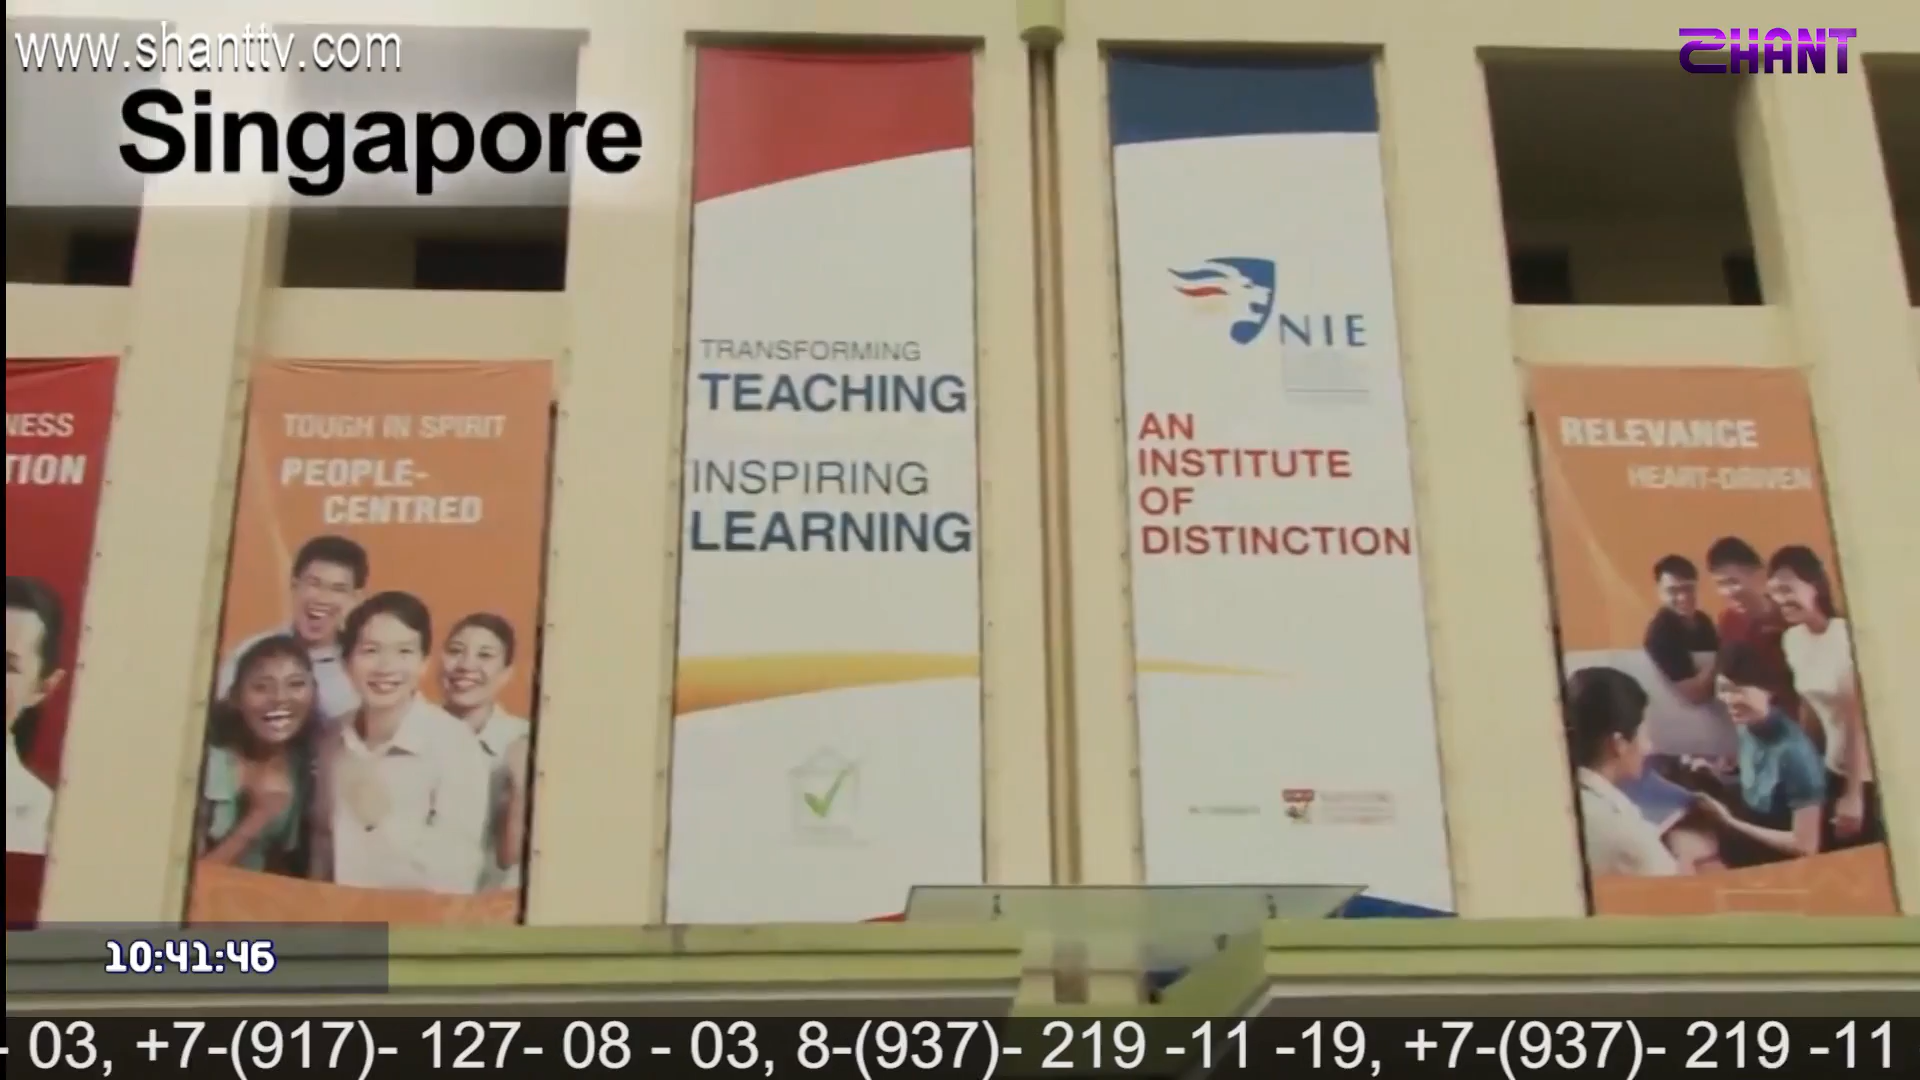 www.shanttv.com
SHANT
Singapore
TRANSFORMING
TEACHING
INSPIRING
LEARNING
NIE
AN
INSTITUTE
OF
DISTINCTION
NESS
TION
TOUGH IN SPIRIT
PEOPLE-
CENTRED
RELEVANCE
HEART-DRIVEN
10:41:46
- 03, +7-(917)- 127- 08 - 03, 8-(937)- 219 -11 -19, +7-(937)- 219 -11